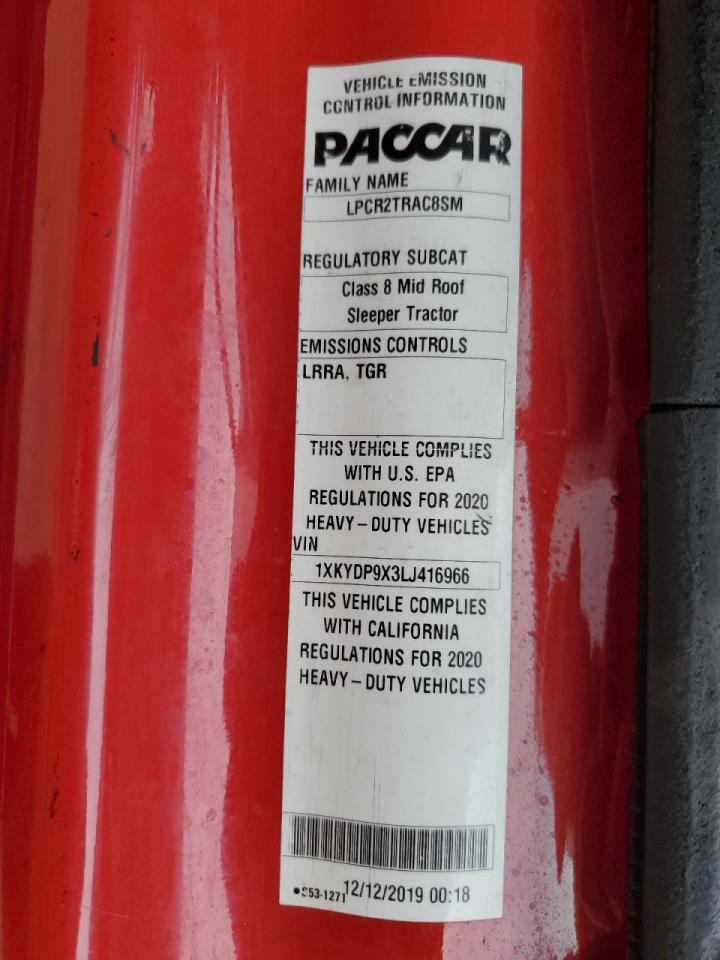 VEHICLE EMISSION
CONTROL INFORMATION
PACCAR
FAMILY NAME
LPCR2TRAC8SM
REGULATORY SUBCAT
Class 8 Mid Roof
Sleeper Tractor
EMISSIONS CONTROLS
LRRA, TGR
THIS VEHICLE COMPLIES
WITH U.S. EPA
REGULATIONS FOR 2020
HEAVY-DUTY VEHICLES
VIN
1XKYDP9X3LJ416966
THIS VEHICLE COMPLIES
WITH CALIFORNIA
REGULATIONS FOR 2020
HEAVY-DUTY VEHICLES
12/12/2019 00:18